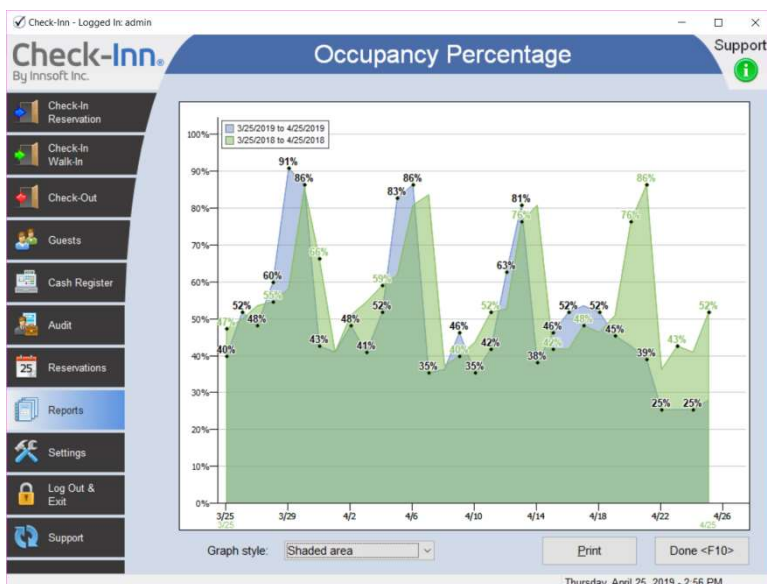 Check-Inn - Logged In: admin
Check-Inn®
By Innsoft Inc.
Occupancy Percentage
Support
Check-In
Reservation
Check-In
Walk-In
Check-Out
Guests
Cash Register
Audit
25
Reservations
Reports
Settings
Log Out &
Exit
Support
3/25/2019 to 4/25/2019
3/25/2018 to 4/25/2018
100%
90%
80%
70%
60%
50%
40%
30%
20%
10%
0%
47%
40%
52%
48%
60%
55%
91%
86%
66%
43%
48%
41%
59%
52%
83%
86%
35%
46%
40%
35%
52%
42%
63%
81%
76%
38%
46%
42%
52%
48%
52%
45%
76%
86%
39%
25%
43%
25%
52%
3/25 3/29 4/2 4/6 4/10 4/14 4/18 4/22 4/26
3/25 4/25
Graph style: Shaded area Print Done <F10>
Thursday, April 25, 2019 - 2:56 PM